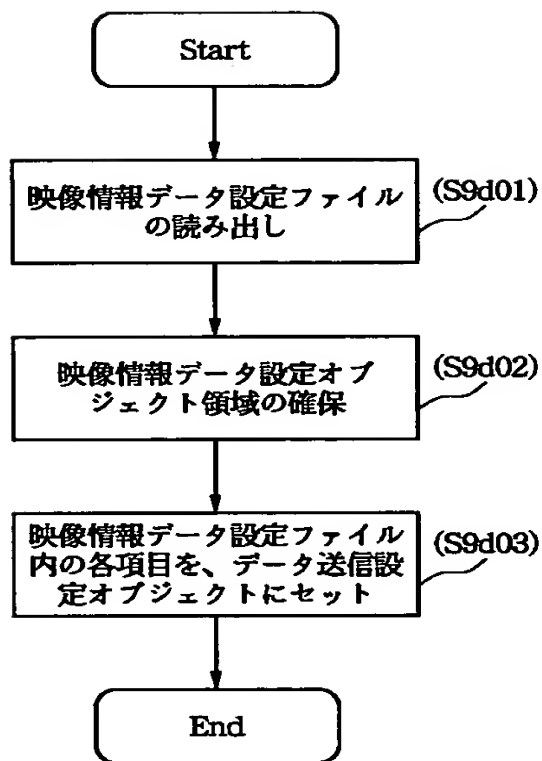 Start
映像情報データ設定ファイル
の読み出し
(S9d01)
映像情報データ設定オブ
ジェクト領域の確保
(S9d02)
映像情報データ設定ファイル
内の各項目を、データ送信設
定オブジェクトにセット
(S9d03)
End